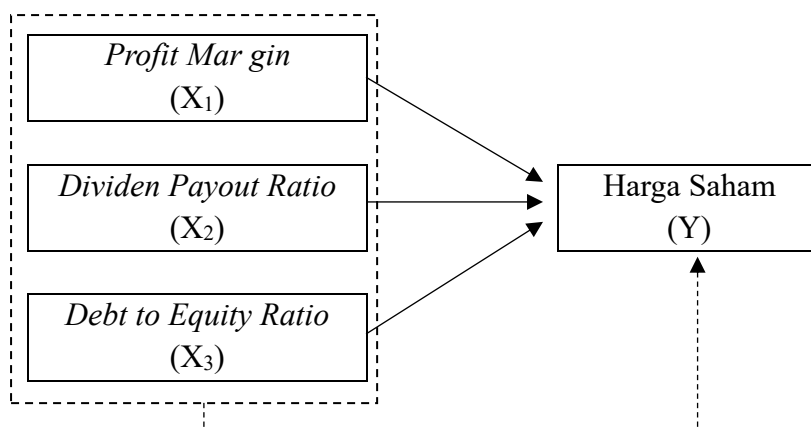 Profit Mar gin
(X₁)
Dividen Payout Ratio
(X₂)
Harga Saham
(Y)
Debt to Equity Ratio
(X₃)